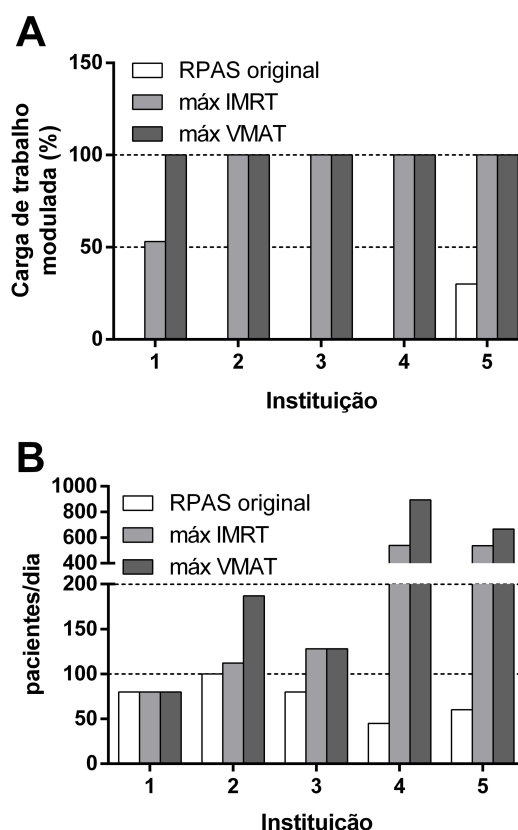 A
Carga de trabalho
modulada (%)
150
100
50
0
RPAS original
máx IMRT
máx VMAT
1 2 3 4 5
Instituição
B
pacientes/dia
1000
800
600
400
200
150
100
50
0
RPAS original
máx IMRT
máx VMAT
1 2 3 4 5
Instituição